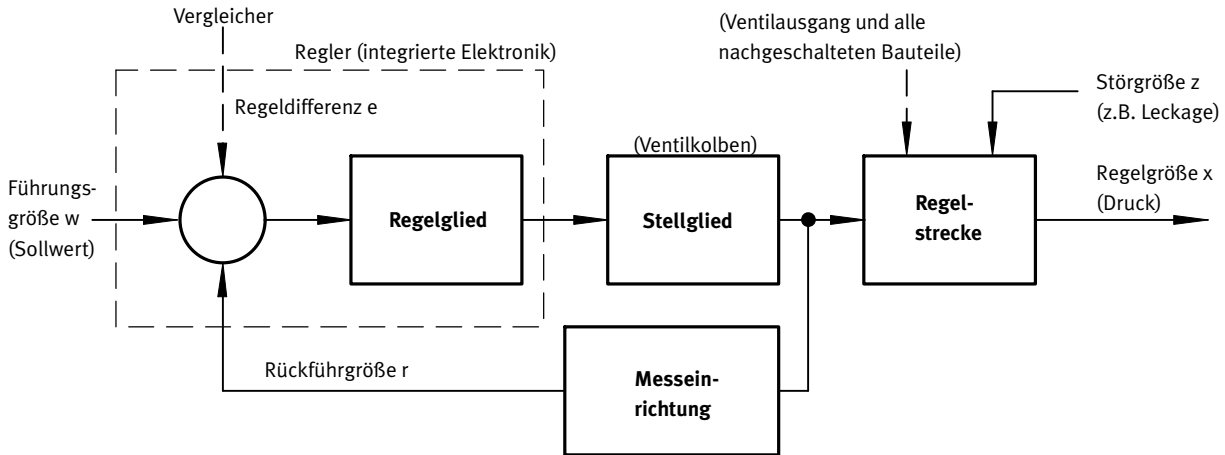 Vergleicher
(Ventilausgang und alle
nachgeschalteten Bauteile)
Regler (integrierte Elektronik)
Störgröße z
(z.B. Leckage)
Regeldifferenz e
(Ventilkolben)
Führungs-
größe w
(Sollwert)
Regelglied
Stellglied
Regel-
strecke
Regelgröße x
(Druck)
Rückführgröße r
Messein-
richtung